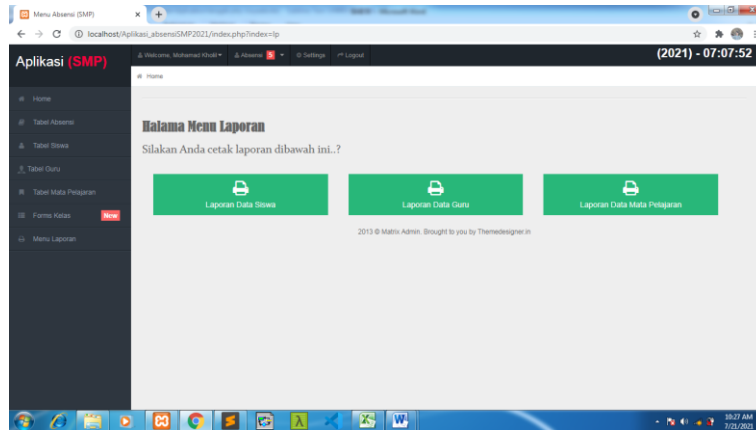 Menu Absensi (SMP)
localhost/Aplikasi_absensiSMP2021/index.php?index=lp
Aplikasi (SMP)
Welcome, Mohamad Kholil
Absensi 5
Settings
Logout
(2021) - 07:07:52
Home
Home
Tabel Absensi
Tabel Siswa
Tabel Guru
Tabel Mata Pelajaran
Forms Kelas New
Menu Laporan
Halama Menu Laporan
Silakan Anda cetak laporan dibawah ini..?
Laporan Data Siswa
Laporan Data Guru
Laporan Data Mata Pelajaran
2013 © Matrix Admin. Brought to you by Themedesigner.in
10:27 AM
7/21/2021